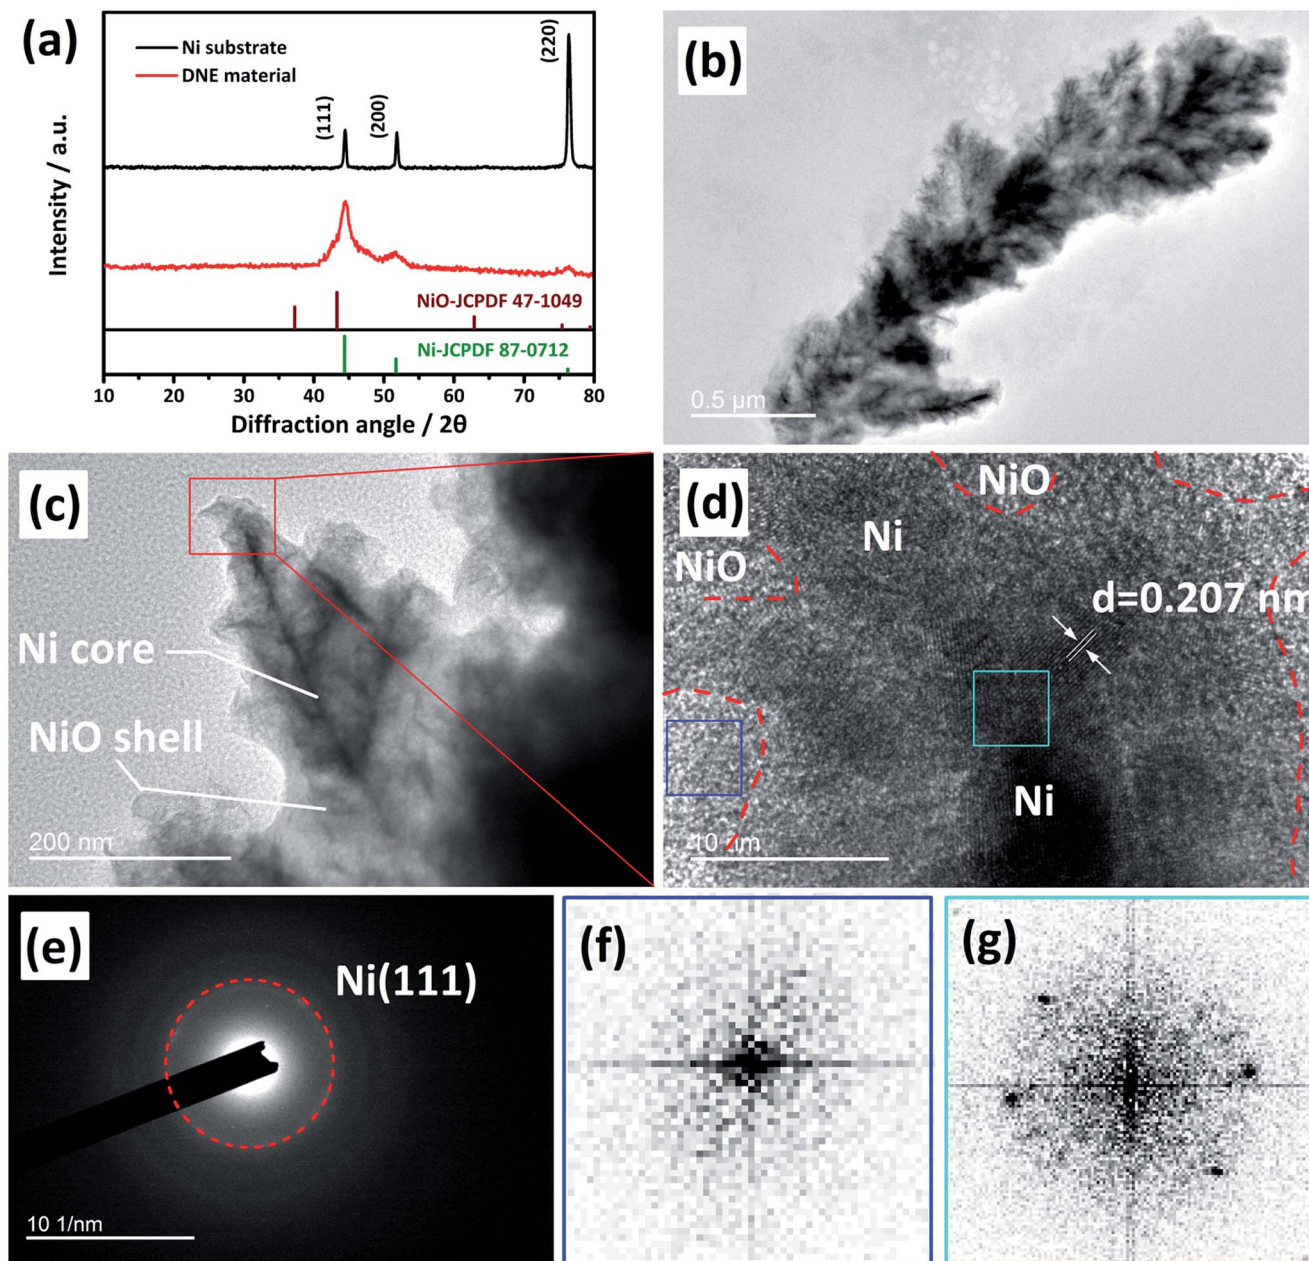 (a)
Ni substrate
DNE material
(111)
(200)
(220)
Intensity / a.u.
NiO-JCPDF 47-1049
Ni-JCPDF 87-0712
10 20 30 40 50 60 70 80
Diffraction angle / 2θ
(b)
0.5 μm
(c)
Ni core
NiO shell
200 nm
(d)
NiO
Ni
NiO
d=0.207 nm
Ni
10 nm
(e)
Ni(111)
10 1/nm
(f)
(g)